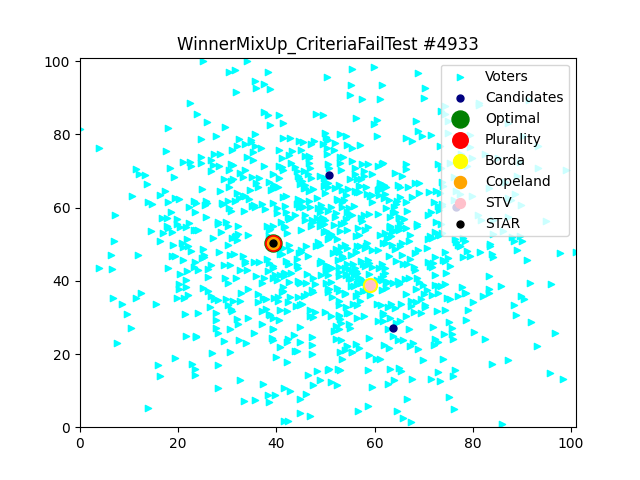 WinnerMixUp_CriteriaFailTest #4933
100
80
60
40
20
0
0
20
40
60
80
100
Voters
Candidates
Optimal
Plurality
Borda
Copeland
STV
STAR